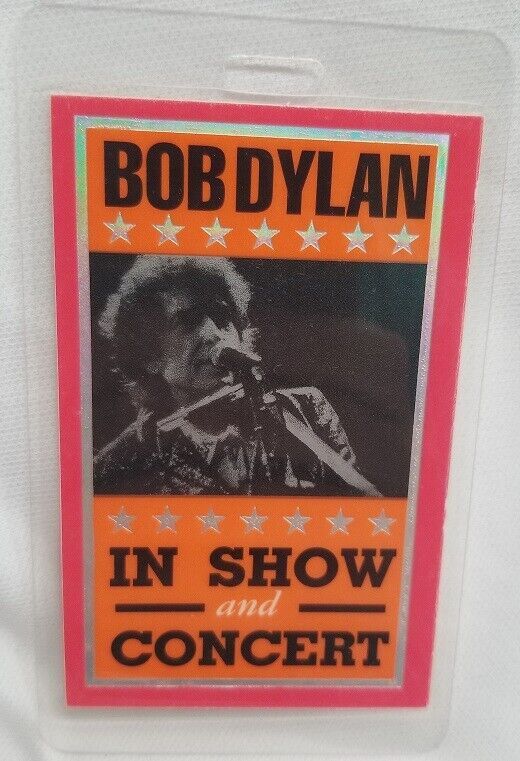 BOB DYLAN
IN SHOW
and
CONCERT